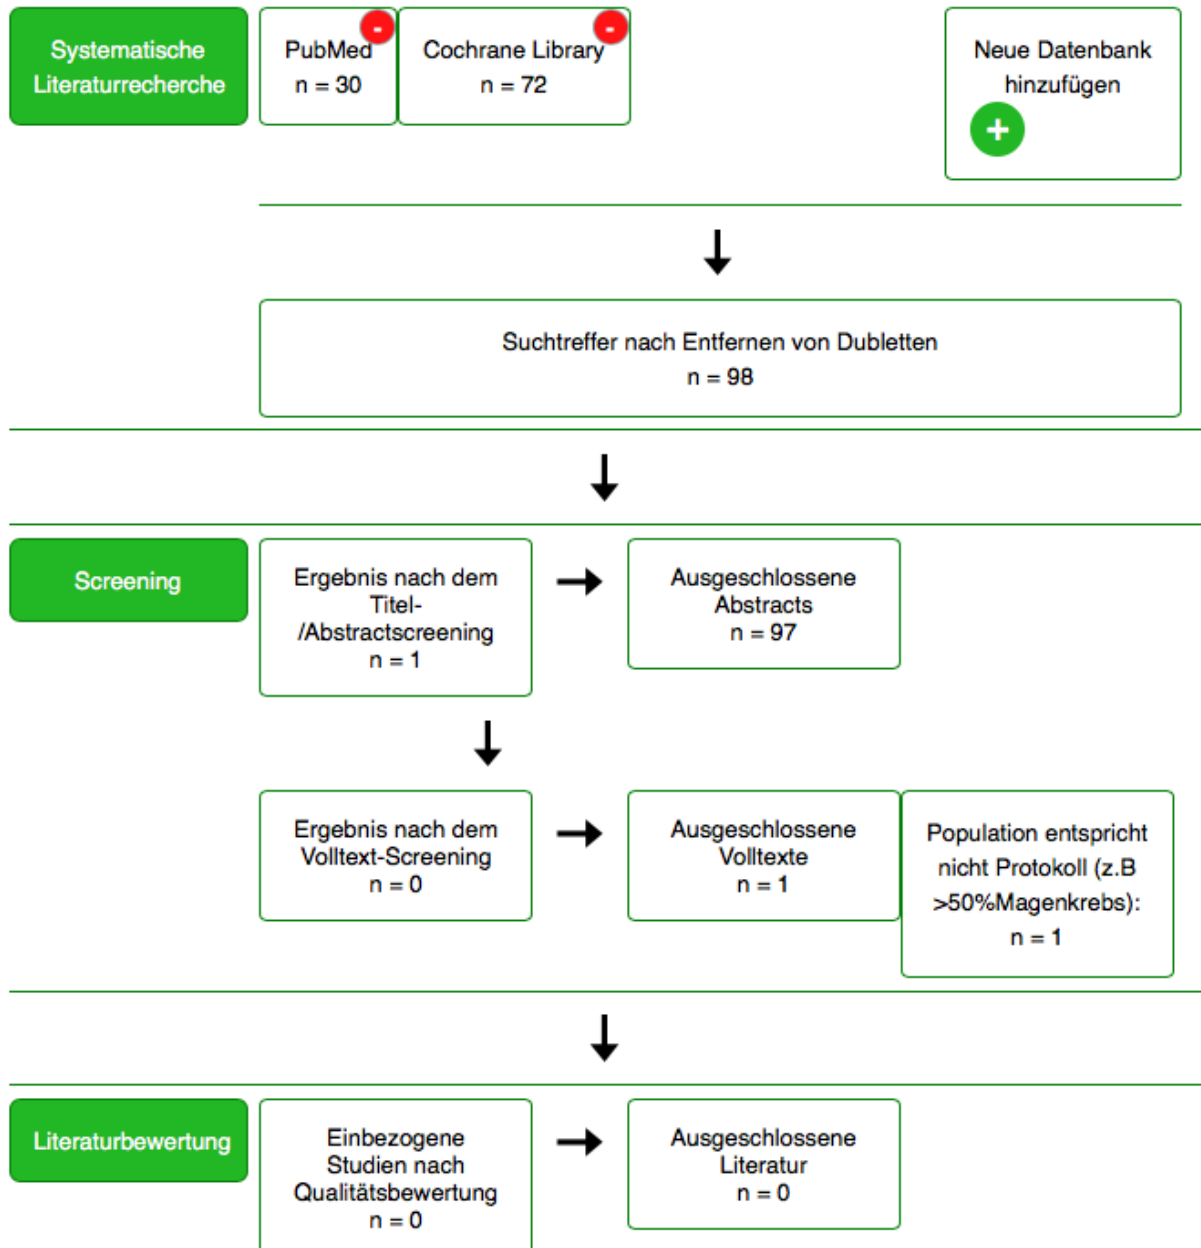 Systematische
Literaturrecherche
PubMed
n = 30
-
Cochrane Library
n = 72
-
Neue Datenbank
hinzufügen
+
Suchtreffer nach Entfernen von Dubletten
n = 98
Screening
Ergebnis nach dem
Titel-
/Abstractscreening
n = 1
Ausgeschlossene
Abstracts
n = 97
Ergebnis nach dem
Volltext-Screening
n = 0
Ausgeschlossene
Volltexte
n = 1
Population entspricht
nicht Protokoll (z.B
>50%Magenkrebs):
n = 1
Literaturbewertung
Einbezogene
Studien nach
Qualitätsbewertung
n = 0
Ausgeschlossene
Literatur
n = 0